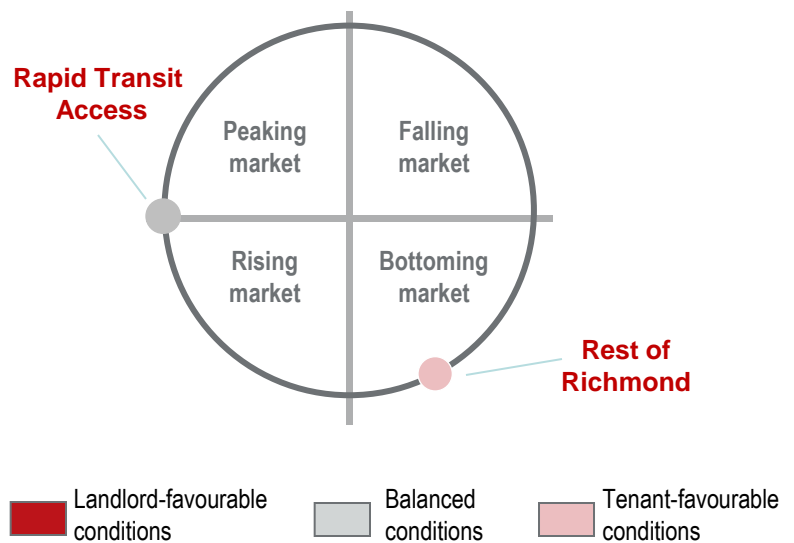 Rapid Transit
Access
Peaking
market
Falling
market
Rising
market
Bottoming
market
Rest of
Richmond
Landlord-favourable
conditions
Balanced
conditions
Tenant-favourable
conditions